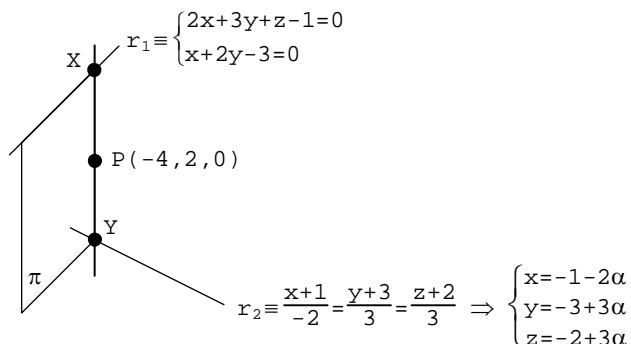 r₁≡{2x+3y+z-1=0
x+2y-3=0
X
P(-4,2,0)
Y
π
r₂≡(x+1)/(-2)=(y+3)/3=(z+2)/3 ⇒ {x=-1-2α
y=-3+3α
z=-2+3α